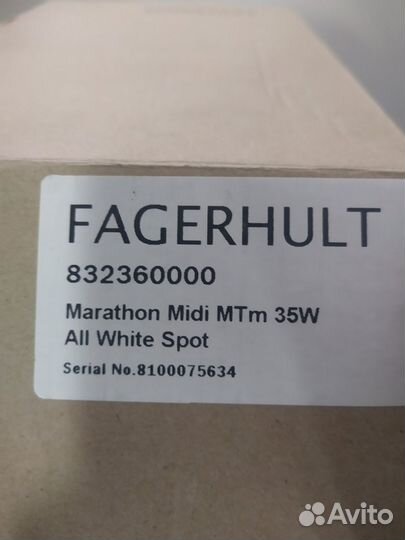 FAGERHULT
832360000
Marathon Midi MTm 35W
All White Spot
Serial No.8100075634
Avito